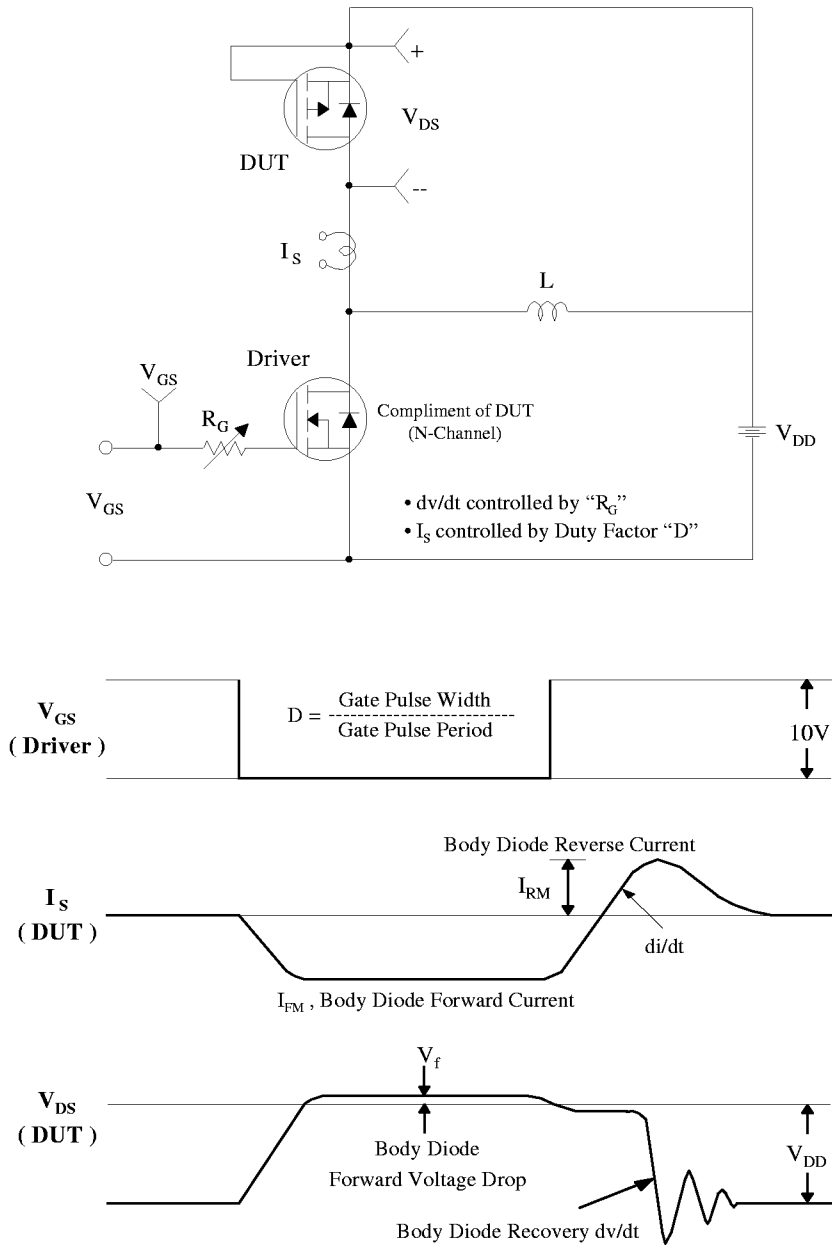 +
V_DS
DUT
--
I_S
L
Driver
V_GS
R_G
Compliment of DUT
(N-Channel)
V_DD
V_GS
• dv/dt controlled by “R_G”
• I_S controlled by Duty Factor “D”
V_GS
( Driver )
D = Gate Pulse Width
--------------------------
Gate Pulse Period
10V
Body Diode Reverse Current
I_S
( DUT )
I_RM
di/dt
I_FM , Body Diode Forward Current
V_f
V_DS
( DUT )
Body Diode
Forward Voltage Drop
V_DD
Body Diode Recovery dv/dt